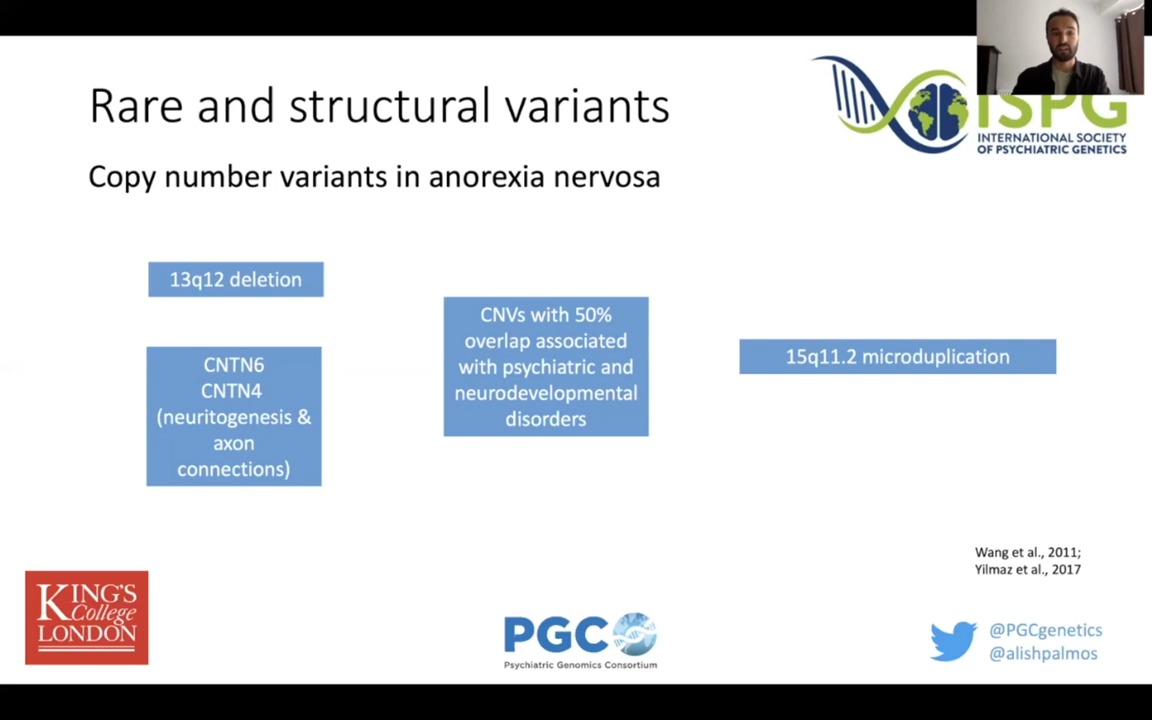 Rare and structural variants
ISPG
INTERNATIONAL SOCIETY
OF PSYCHIATRIC GENETICS
Copy number variants in anorexia nervosa
13q12 deletion
CNTN6
CNTN4
(neuritogenesis &
axon
connections)
CNVs with 50%
overlap associated
with psychiatric and
neurodevelopmental
disorders
15q11.2 microduplication
Wang et al., 2011;
Yilmaz et al., 2017
KING'S
College
LONDON
PGC
Psychiatric Genomics Consortium
@PGCgenetics
@alishpalmos